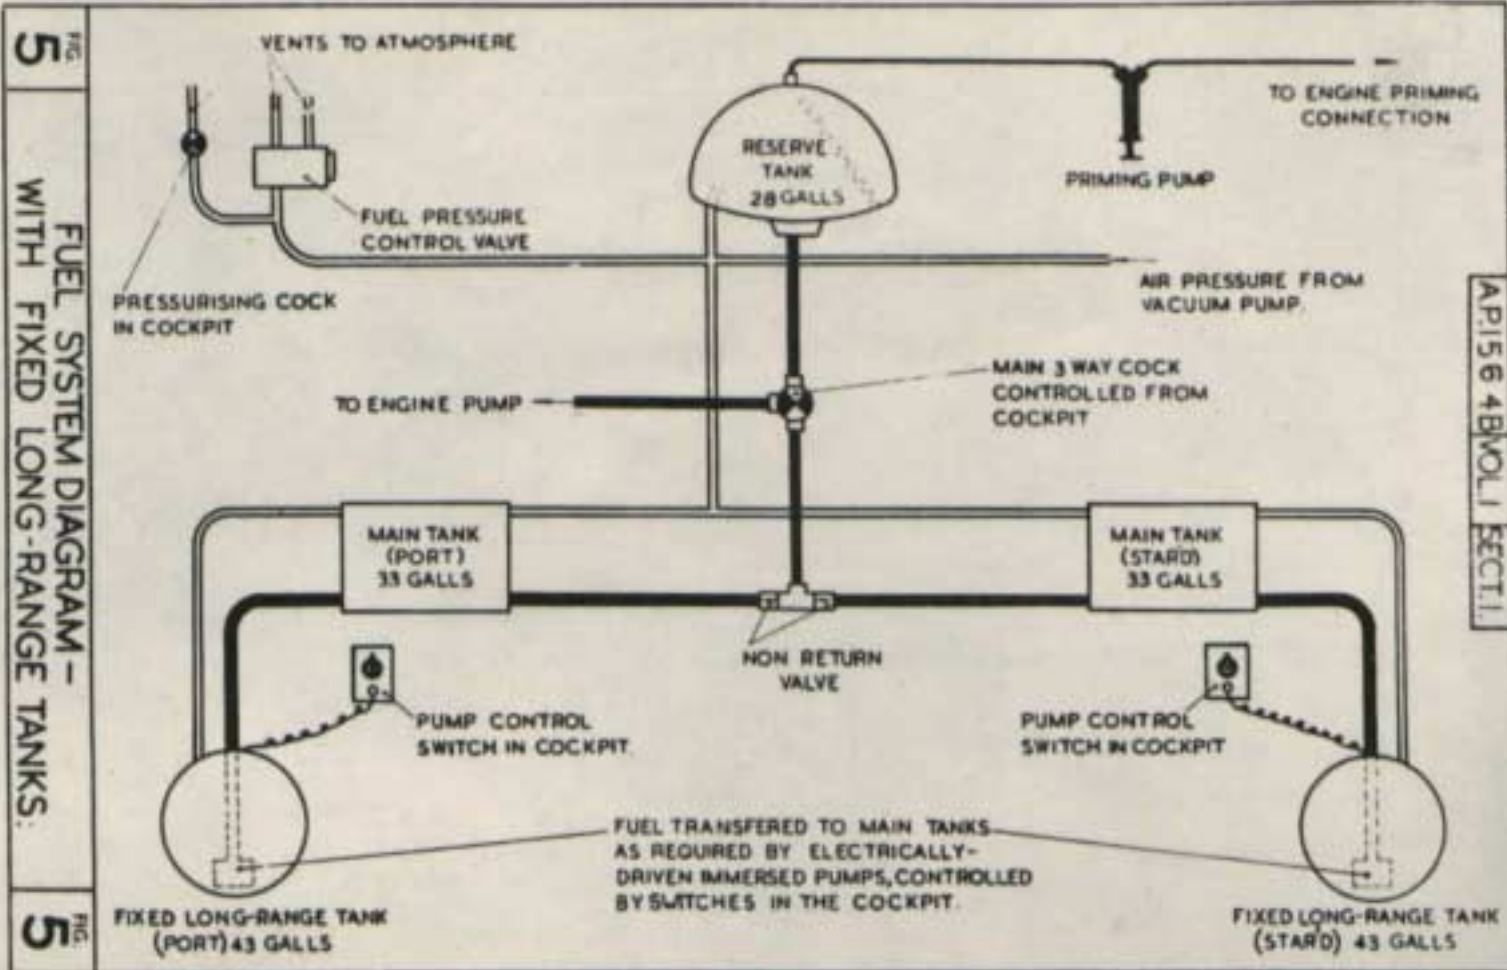 FIG.
5
FUEL SYSTEM DIAGRAM—
WITH FIXED LONG-RANGE TANKS.
FIG.
5
A.P.1564B VOL.I SECT.I.
VENTS TO ATMOSPHERE
TO ENGINE PRIMING
CONNECTION
RESERVE
TANK
28 GALLS
PRIMING PUMP
FUEL PRESSURE
CONTROL VALVE
PRESSURISING COCK
IN COCKPIT
AIR PRESSURE FROM
VACUUM PUMP.
MAIN 3 WAY COCK
CONTROLLED FROM
COCKPIT
TO ENGINE PUMP
MAIN TANK
(PORT)
33 GALLS
MAIN TANK
(STAR'D)
33 GALLS
NON RETURN
VALVE
PUMP CONTROL
SWITCH IN COCKPIT.
PUMP CONTROL
SWITCH IN COCKPIT
FUEL TRANSFERED TO MAIN TANKS
AS REQUIRED BY ELECTRICALLY-
DRIVEN IMMERSED PUMPS, CONTROLLED
BY SWITCHES IN THE COCKPIT.
FIXED LONG-RANGE TANK
(PORT) 43 GALLS
FIXED LONG-RANGE TANK
(STAR'D) 43 GALLS